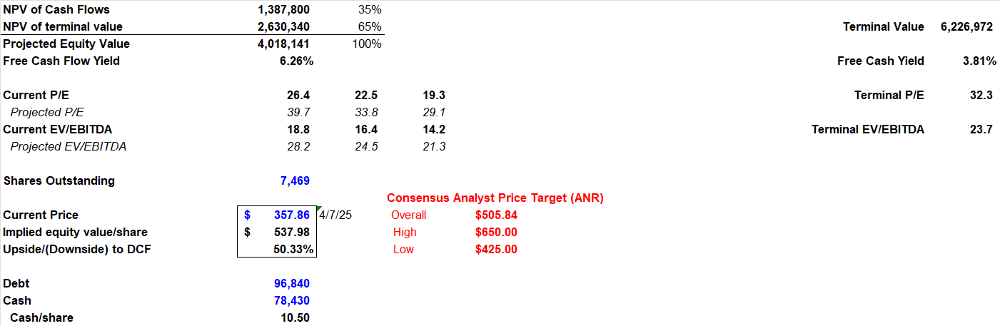 NPV of Cash Flows 1,387,800 35%
NPV of terminal value 2,630,340 65% Terminal Value 6,226,972
Projected Equity Value 4,018,141 100%
Free Cash Flow Yield 6.26% Free Cash Yield 3.81%
Current P/E 26.4 22.5 19.3 Terminal P/E 32.3
Projected P/E 39.7 33.8 29.1
Current EV/EBITDA 18.8 16.4 14.2 Terminal EV/EBITDA 23.7
Projected EV/EBITDA 28.2 24.5 21.3
Shares Outstanding 7,469
Consensus Analyst Price Target (ANR)
Current Price $ 357.86 4/7/25 Overall $505.84
Implied equity value/share $ 537.98 High $650.00
Upside/(Downside) to DCF 50.33% Low $425.00
Debt 96,840
Cash 78,430
Cash/share 10.50